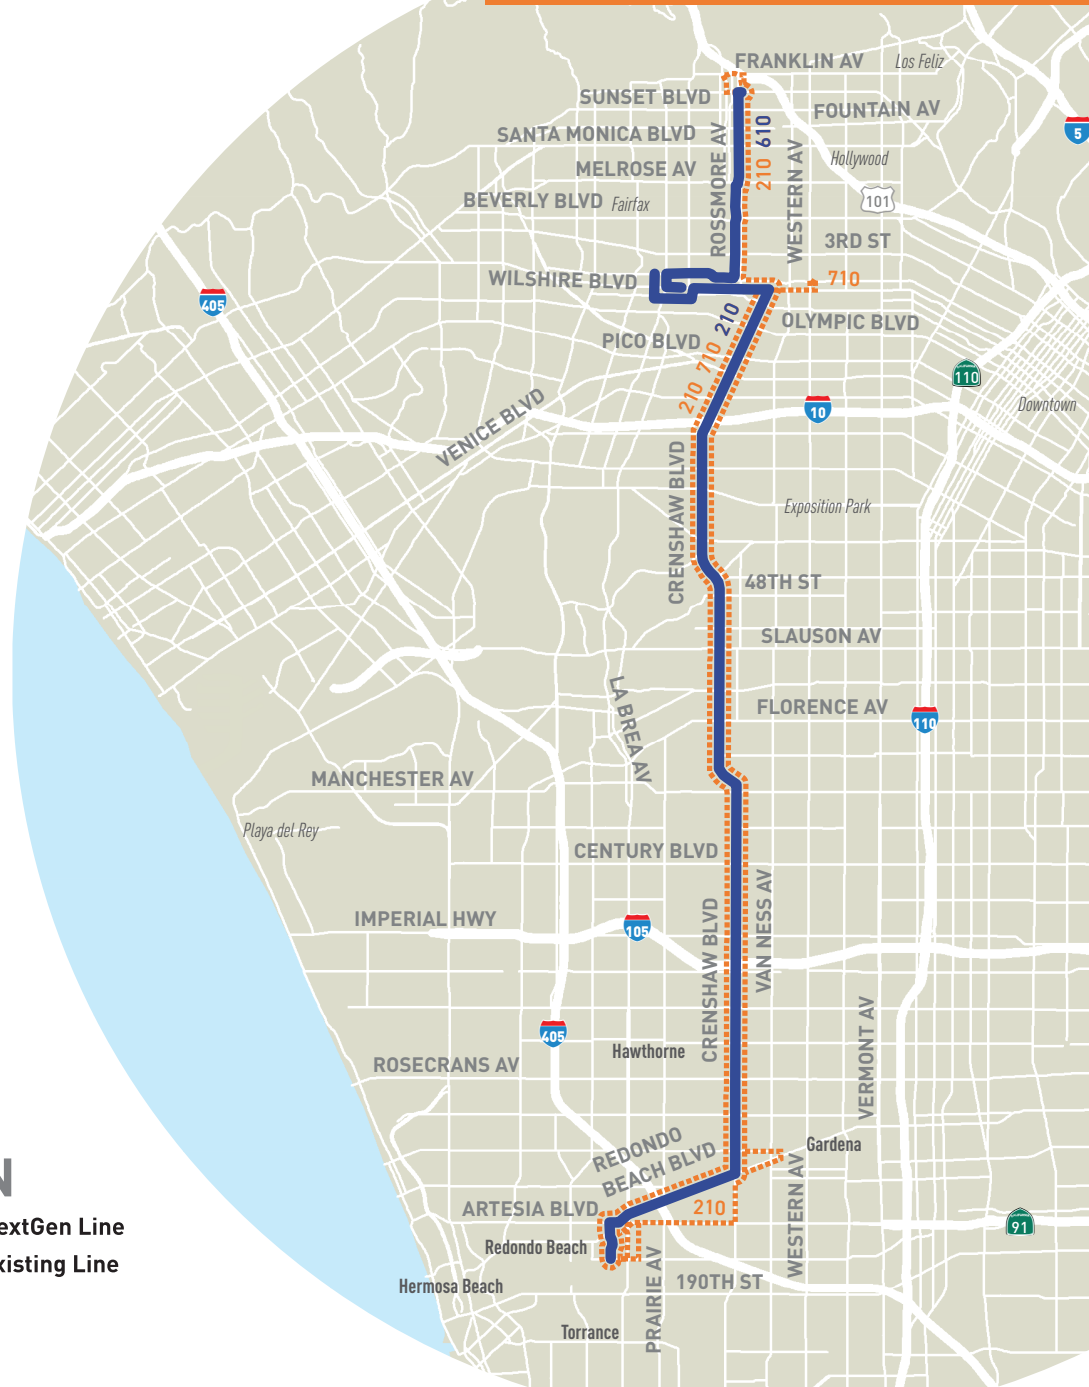 FRANKLIN AV
Los Feliz
SUNSET BLVD
FOUNTAIN AV
5
SANTA MONICA BLVD
210 610
ROSSMORE AV
WESTERN AV
Hollywood
MELROSE AV
BEVERLY BLVD
Fairfax
101
3RD ST
WILSHIRE BLVD
710
405
210
OLYMPIC BLVD
PICO BLVD
210 710
110
Downtown
10
VENICE BLVD
CRENSHAW BLVD
Exposition Park
48TH ST
SLAUSON AV
LA BREA AV
FLORENCE AV
110
MANCHESTER AV
Playa del Rey
CENTURY BLVD
IMPERIAL HWY
105
CRENSHAW BLVD
VAN NESS AV
405
Hawthorne
VERMONT AV
ROSECRANS AV
REDONDO
BEACH BLVD
Gardena
N
ARTESIA BLVD
210
WESTERN AV
91
extGen Line
Redondo Beach
xisting Line
Hermosa Beach
PRAIRIE AV
190TH ST
Torrance